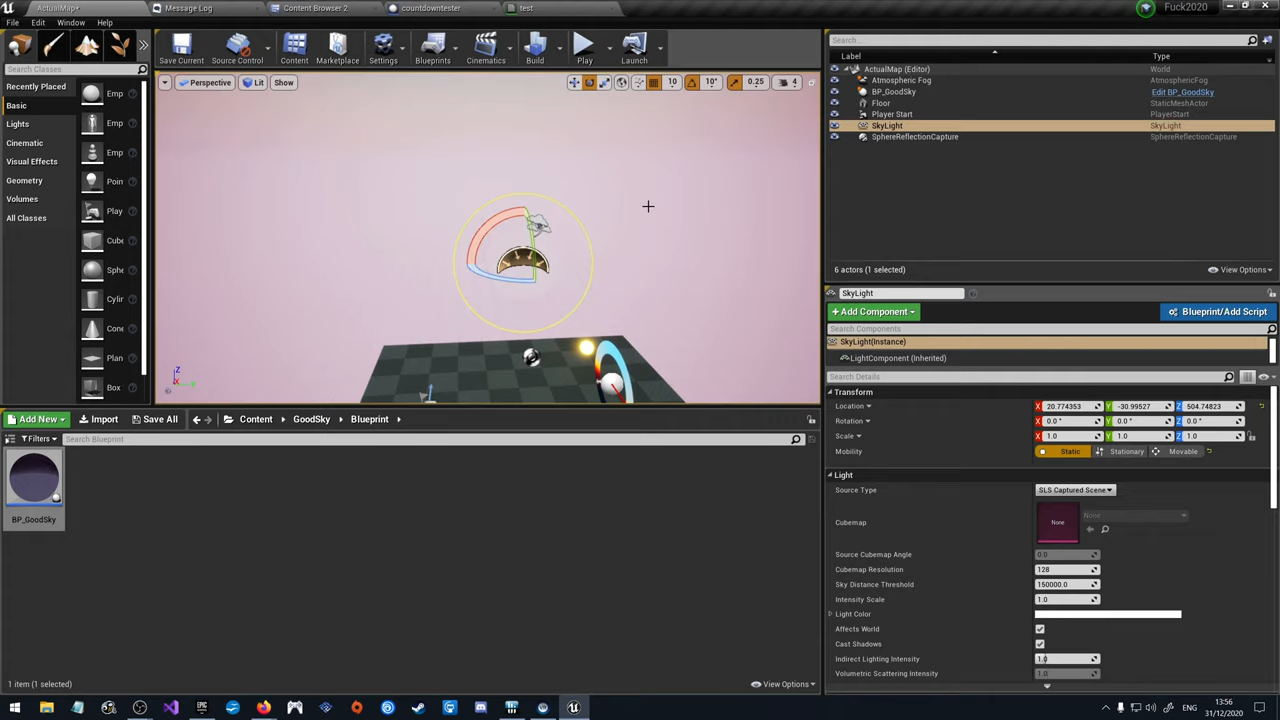 ActualMap*
Message Log
Content Browser 2
countdowntester
test
Fuck2020
File
Edit
Window
Help
Search Classes
Recently Placed
Basic
Lights
Cinematic
Visual Effects
Geometry
Volumes
All Classes
Emp
Emp
Emp
Poin
Play
Cube
Sphe
Cylir
Cone
Plan
Box
Save Current
Source Control
Content
Marketplace
Settings
Blueprints
Cinematics
Build
Play
Launch
Perspective
Lit
Show
10
10°
0.25
4
Z
X
Y
Search...
Label
Type
ActualMap (Editor)
World
Atmospheric Fog
AtmosphericFog
BP_GoodSky
Edit BP_GoodSky
Floor
StaticMeshActor
Player Start
PlayerStart
SkyLight
SkyLight
SphereReflectionCapture
SphereReflectionCapture
6 actors (1 selected)
View Options
SkyLight
+ Add Component
Blueprint/Add Script
Search Components
SkyLight(Instance)
LightComponent (Inherited)
Search Details
Transform
Location
X 20.774353
Y -30.99527
Z 504.74823
Rotation
X 0.0 °
Y 0.0 °
Z 0.0 °
Scale
X 1.0
Y 1.0
Z 1.0
Mobility
Static
Stationary
Movable
Light
Source Type
SLS Captured Scene
Cubemap
None
None
Source Cubemap Angle
0.0
Cubemap Resolution
128
Sky Distance Threshold
150000.0
Intensity Scale
1.0
Light Color
Affects World
Cast Shadows
Indirect Lighting Intensity
1.0
Volumetric Scattering Intensity
1.0
Add New
Import
Save All
Content
GoodSky
Blueprint
Filters
Search Blueprint
BP_GoodSky
1 item (1 selected)
View Options
ENG
13:56
31/12/2020